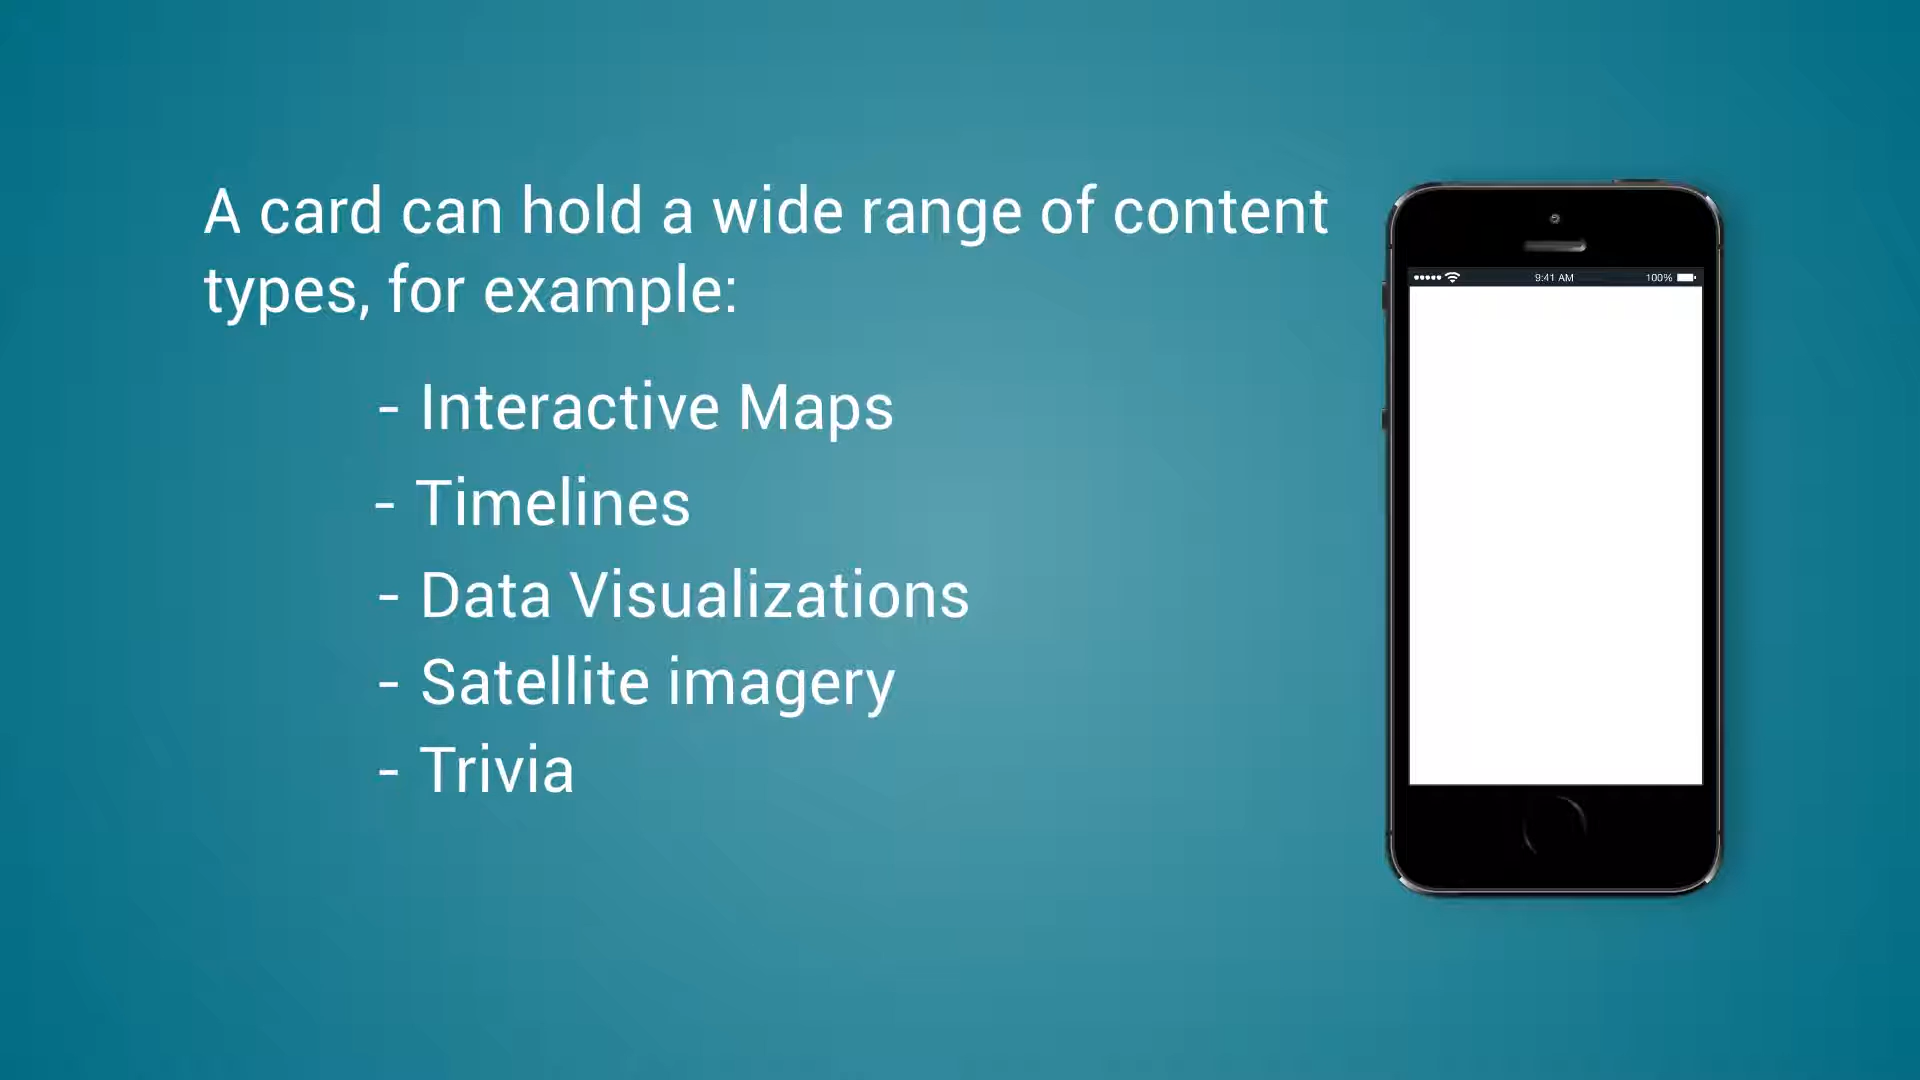 A card can hold a wide range of content
types, for example:
- Interactive Maps
- Timelines
- Data Visualizations
- Satellite imagery
- Trivia
9:41 AM
100%